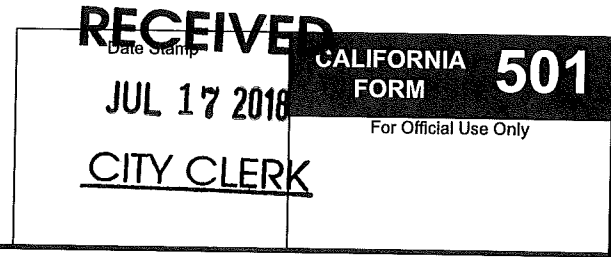 RECEIVED
Date Stamp
JUL 17 2018
CITY CLERK
CALIFORNIA
FORM
501
For Official Use Only